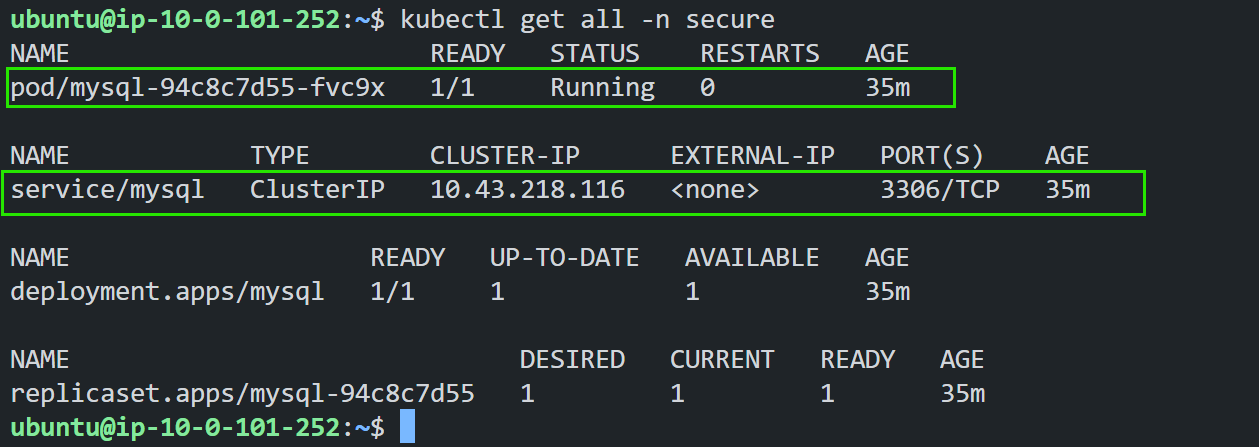 ubuntu@ip-10-0-101-252:~$ kubectl get all -n secure
NAME                        READY   STATUS    RESTARTS   AGE
pod/mysql-94c8c7d55-fvc9x   1/1     Running   0          35m
NAME            TYPE        CLUSTER-IP      EXTERNAL-IP   PORT(S)    AGE
service/mysql   ClusterIP   10.43.218.116   <none>        3306/TCP   35m
NAME                    READY   UP-TO-DATE   AVAILABLE   AGE
deployment.apps/mysql   1/1     1            1           35m
NAME                              DESIRED   CURRENT   READY   AGE
replicaset.apps/mysql-94c8c7d55   1         1         1       35m
ubuntu@ip-10-0-101-252:~$